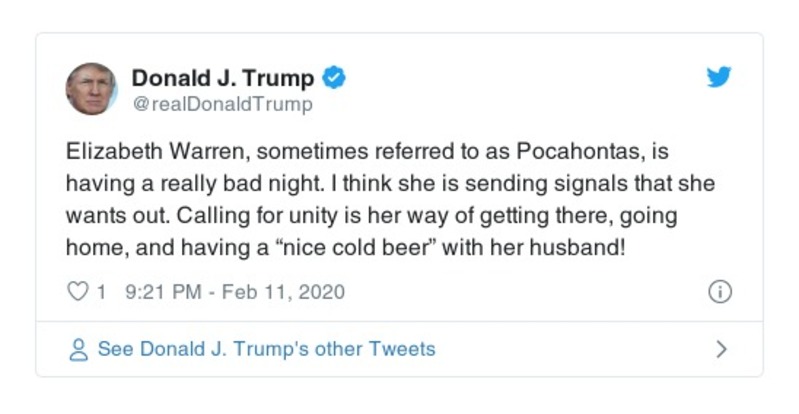 Donald J. Trump
@realDonaldTrump
Elizabeth Warren, sometimes referred to as Pocahontas, is
having a really bad night. I think she is sending signals that she
wants out. Calling for unity is her way of getting there, going
home, and having a “nice cold beer” with her husband!
1 9:21 PM - Feb 11, 2020
See Donald J. Trump's other Tweets